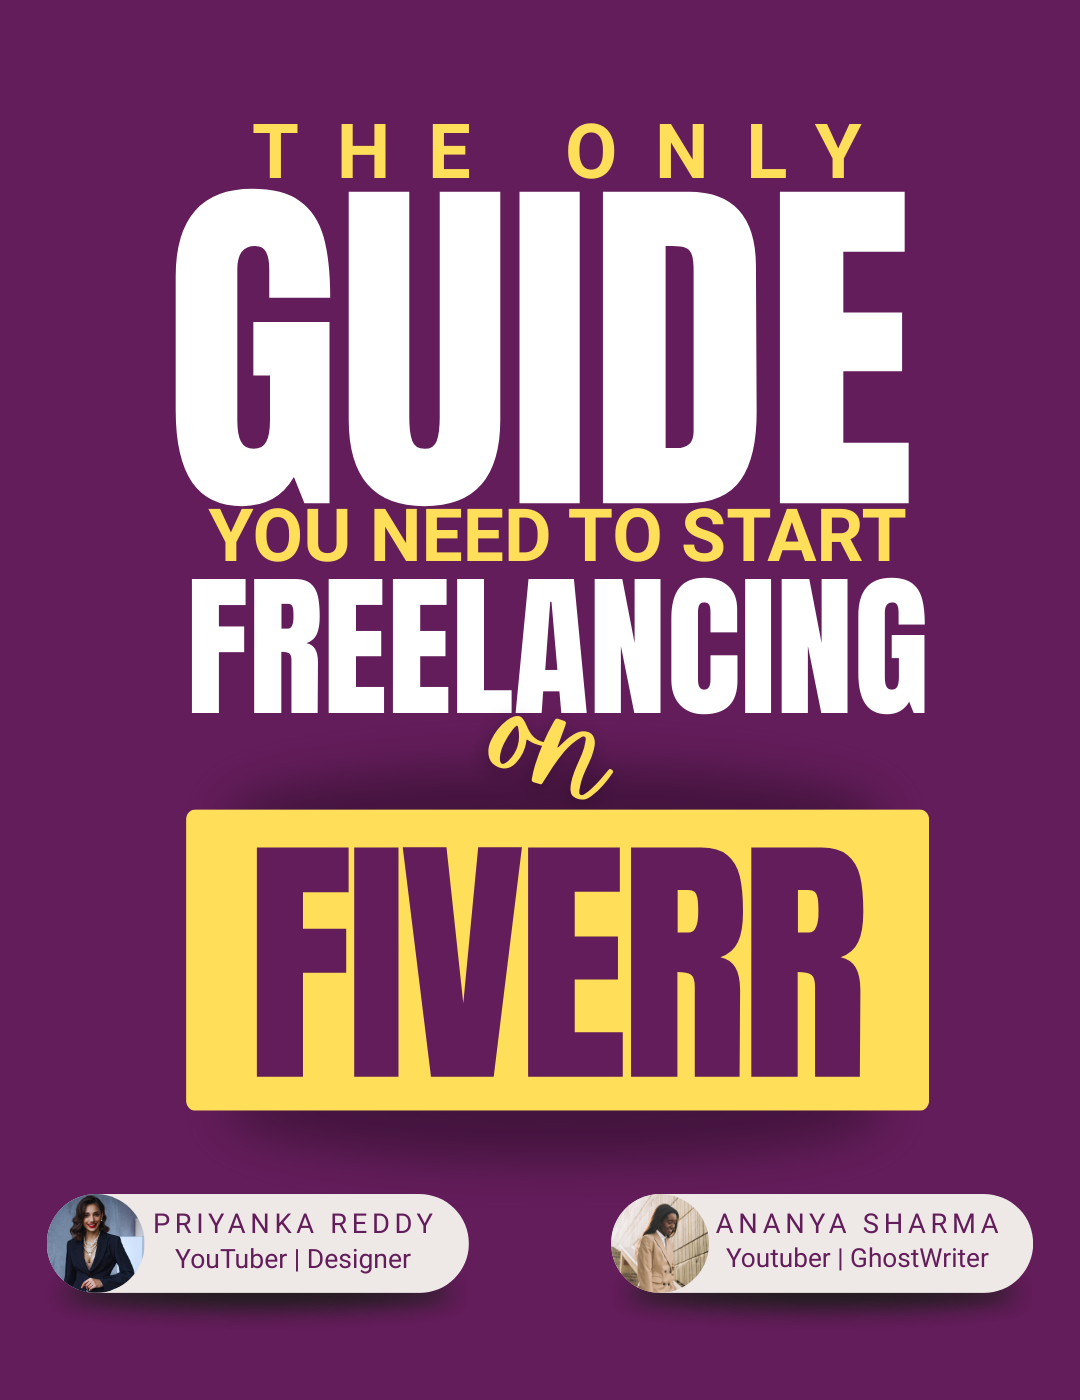 THE ONLY
GUIDE
YOU NEED TO START
FREELANCING
on
FIVERR
PRIYANKA REDDY
YouTuber | Designer
ANANYA SHARMA
Youtuber | GhostWriter